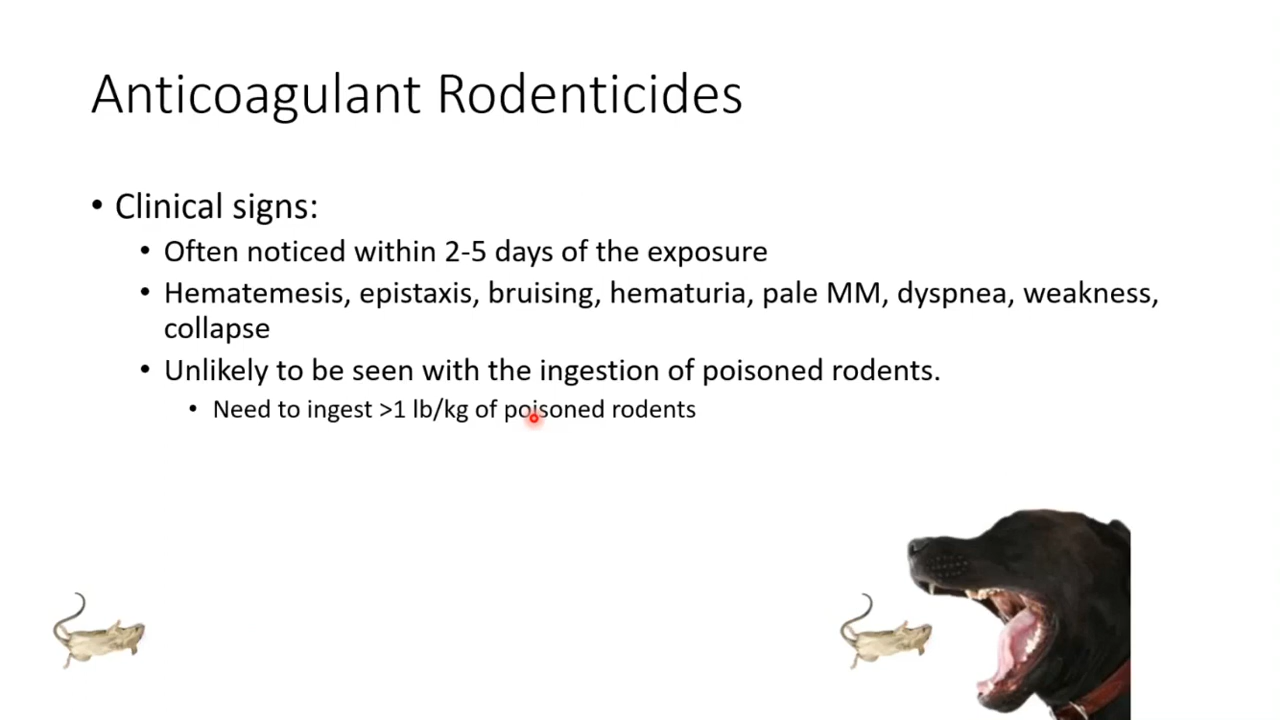 Anticoagulant Rodenticides
• Clinical signs:
• Often noticed within 2-5 days of the exposure
• Hematemesis, epistaxis, bruising, hematuria, pale MM, dyspnea, weakness,
collapse
• Unlikely to be seen with the ingestion of poisoned rodents.
• Need to ingest >1 lb/kg of poisoned rodents